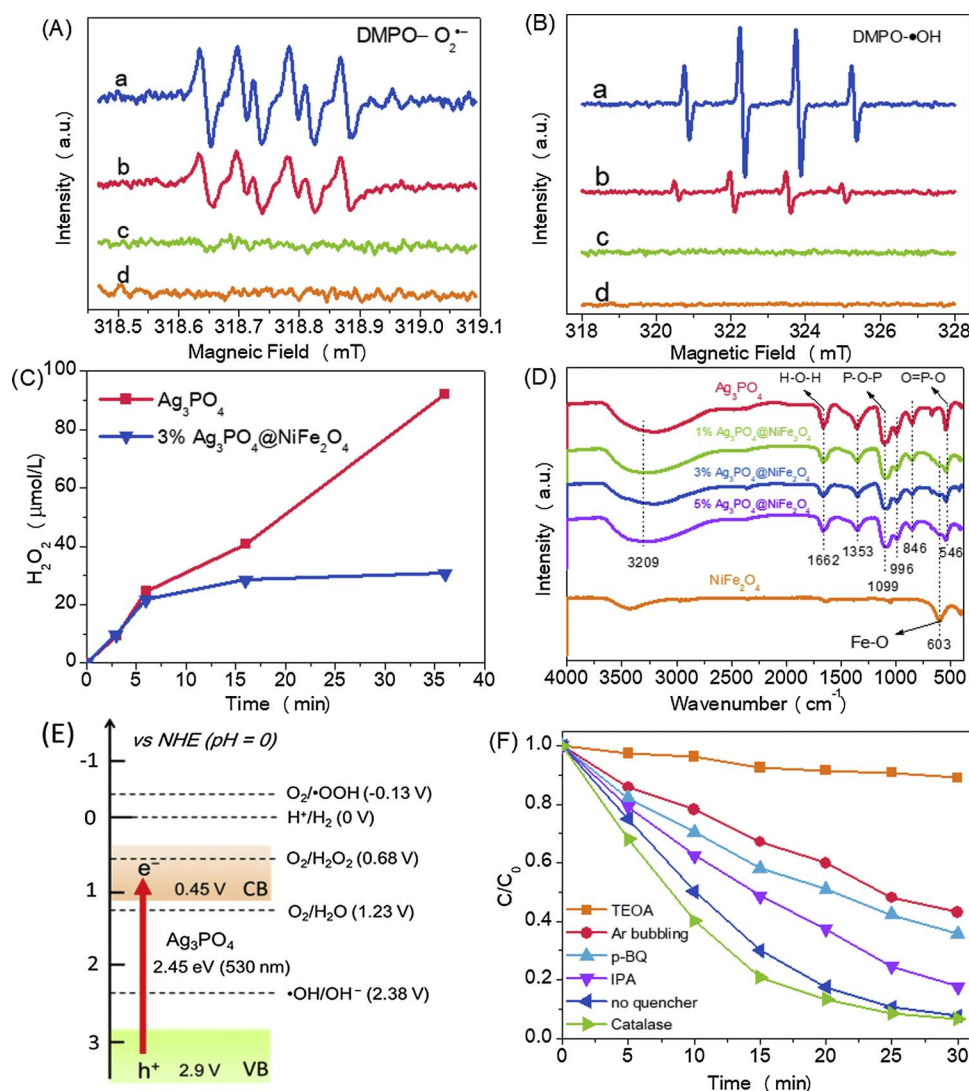 (A)
DMPO– O₂•−
a
b
c
d
Intensity ( a.u. )
318.5 318.6 318.7 318.8 318.9 319.0 319.1
Magneic Field ( mT)
(B)
DMPO-●OH
a
b
c
d
Intensity ( a.u. )
318 320 322 324 326 328
Magnetic Field ( mT)
(C)
Ag₃PO₄
3% Ag₃PO₄@NiFe₂O₄
H₂O₂ ( μmol/L)
100
80
60
40
20
0
0 5 10 15 20 25 30 35 40
Time ( min)
(D)
H-O-H P-O-P O=P-O
Ag₃PO₄
1% Ag₃PO₄@NiFe₂O₄
3% Ag₃PO₄@NiFe₂O₄
5% Ag₃PO₄@NiFe₂O₄
3209 1662 1353 1099 996 846 546
NiFe₂O₄
Fe-O 603
Intensity ( a.u.)
4000 3500 3000 2500 2000 1500 1000 500
Wavenumber ( cm⁻¹)
(E)
vs NHE (pH = 0)
-1
0
1
2
3
O₂/•OOH (-0.13 V)
H⁺/H₂ (0 V)
O₂/H₂O₂ (0.68 V)
e⁻
0.45 V CB
O₂/H₂O (1.23 V)
Ag₃PO₄
2.45 eV (530 nm)
•OH/OH⁻ (2.38 V)
h⁺ 2.9 V VB
(F)
C/C₀
1.0
0.8
0.6
0.4
0.2
0.0
TEOA
Ar bubbling
p-BQ
IPA
no quencher
Catalase
0 5 10 15 20 25 30
Time ( min)